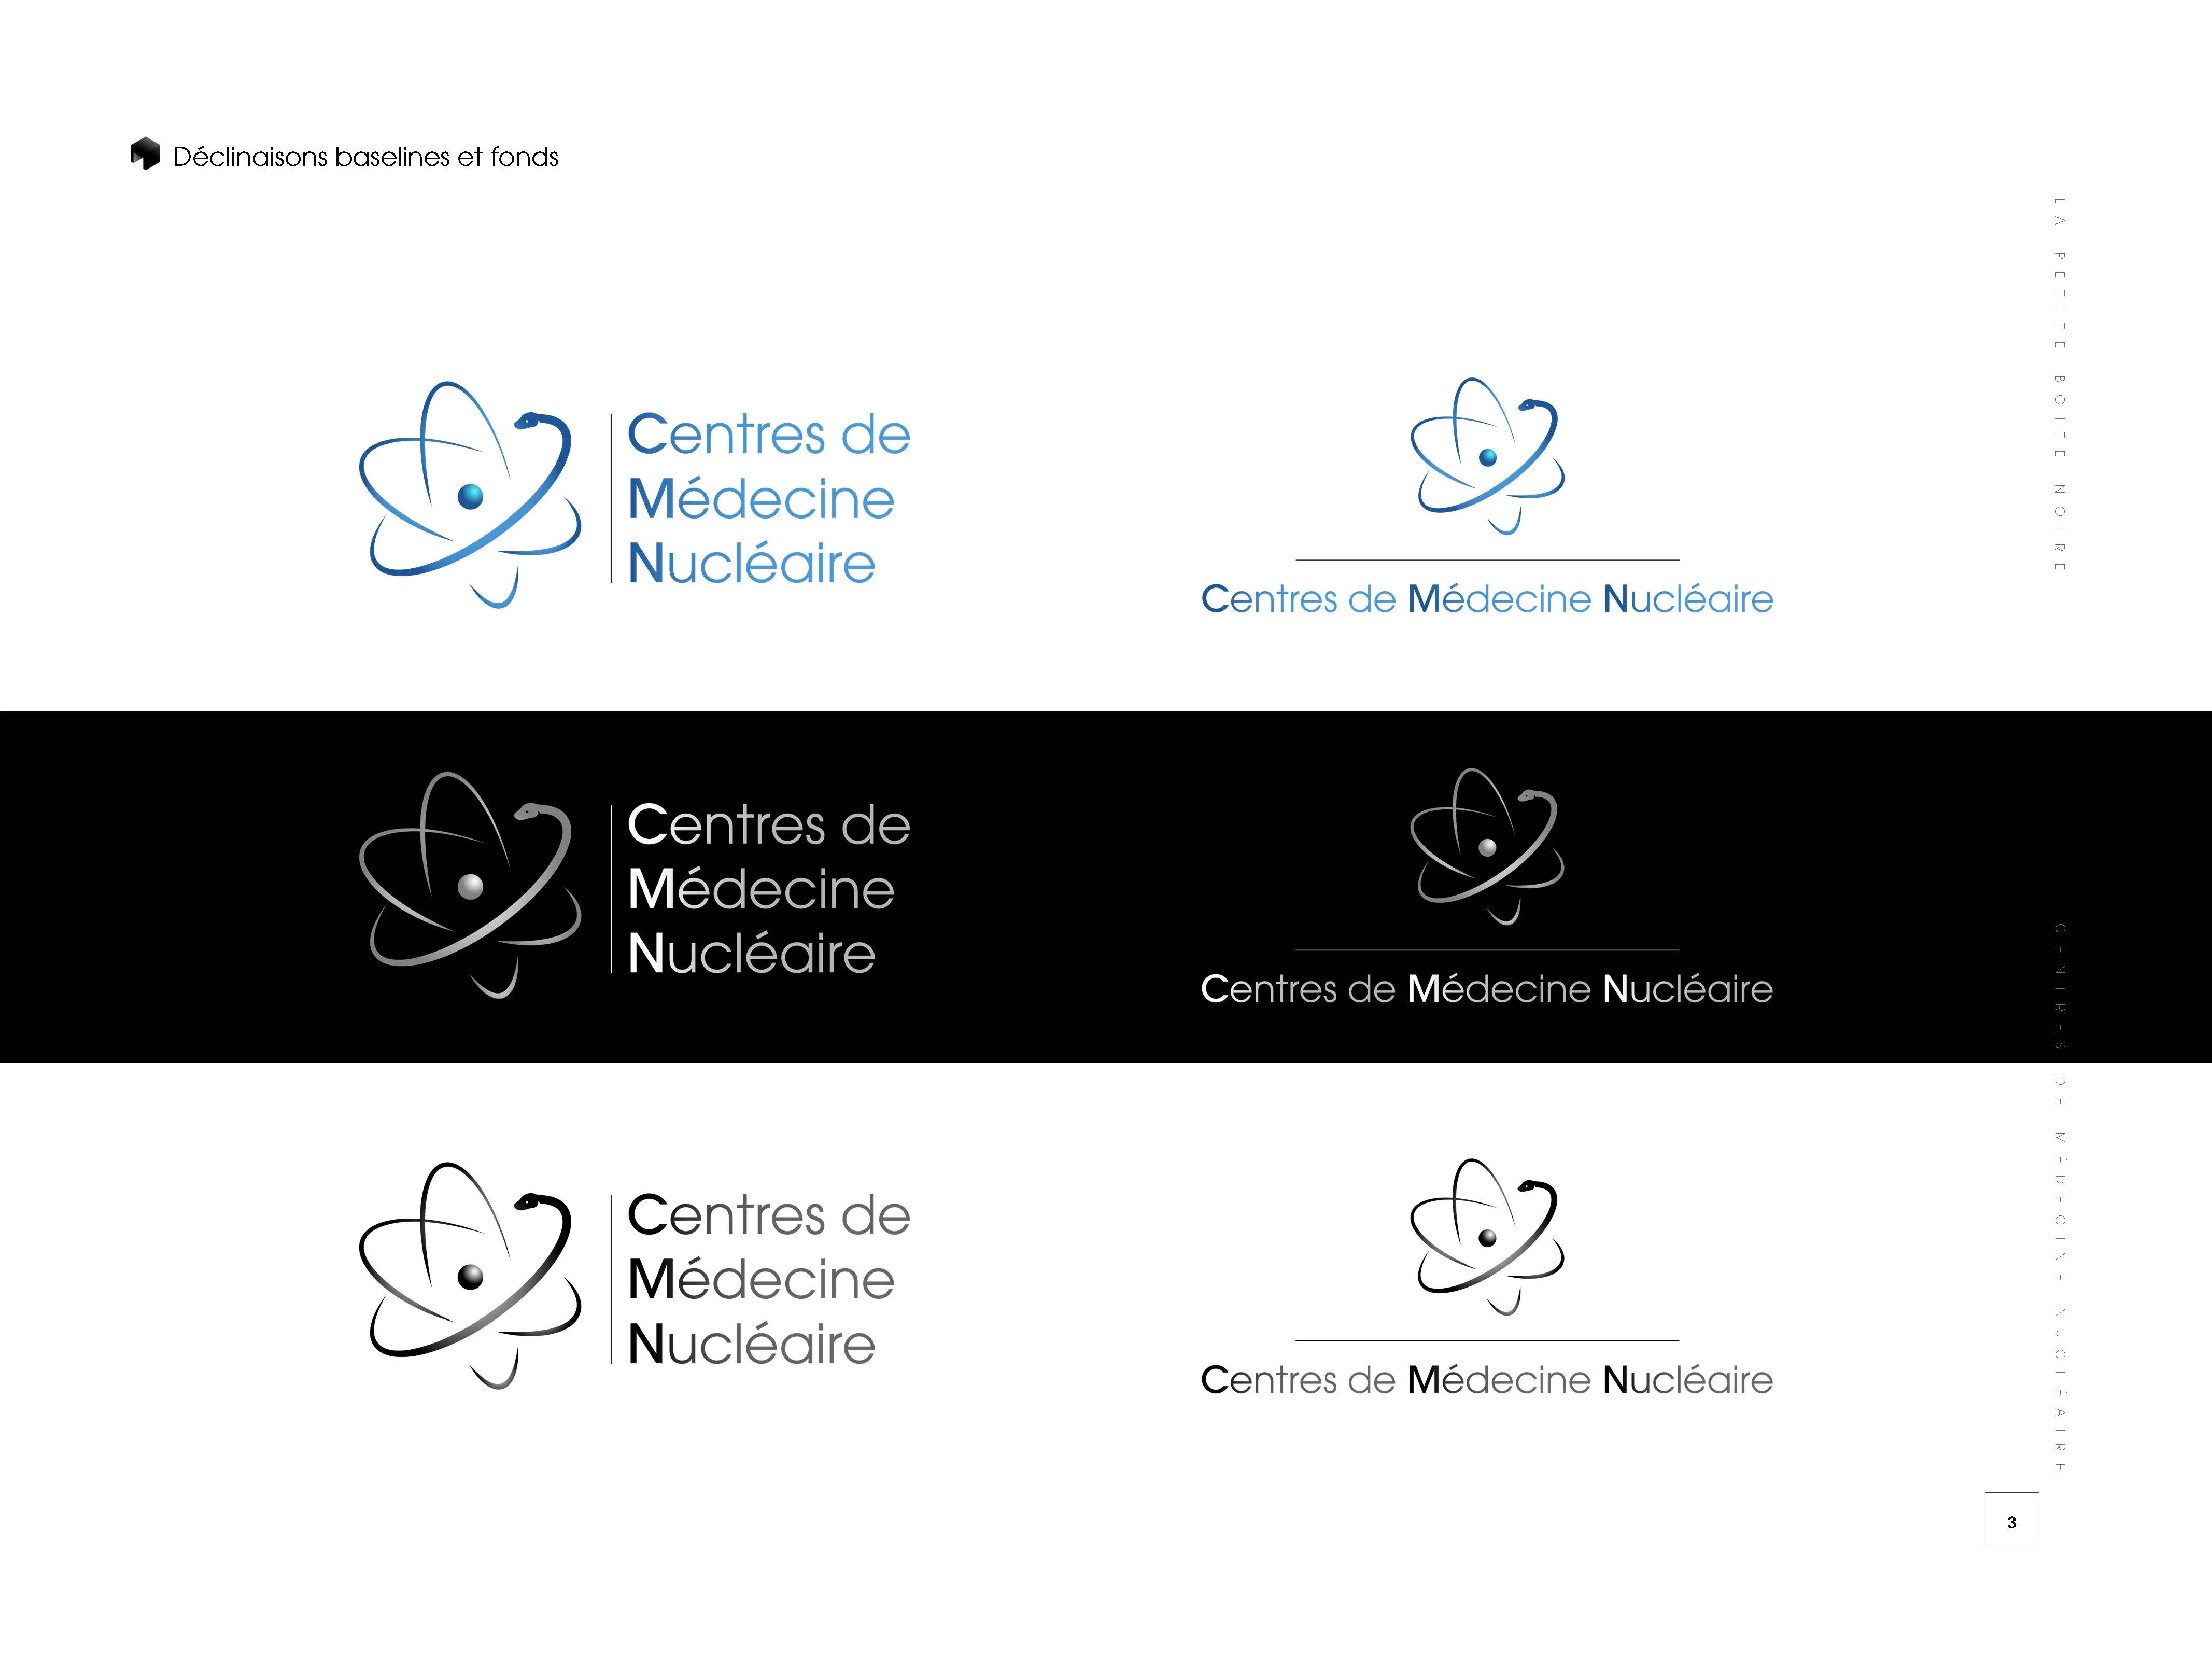 Déclinaisons baselines et fonds
LA PETITE BOITE NOIRE
Centres de
Médecine
Nucléaire
Centres de Médecine Nucléaire
Centres de
Médecine
Nucléaire
Centres de Médecine Nucléaire
CENTRES DE MÉDECINE NUCLÉAIRE
Centres de
Médecine
Nucléaire
Centres de Médecine Nucléaire
3